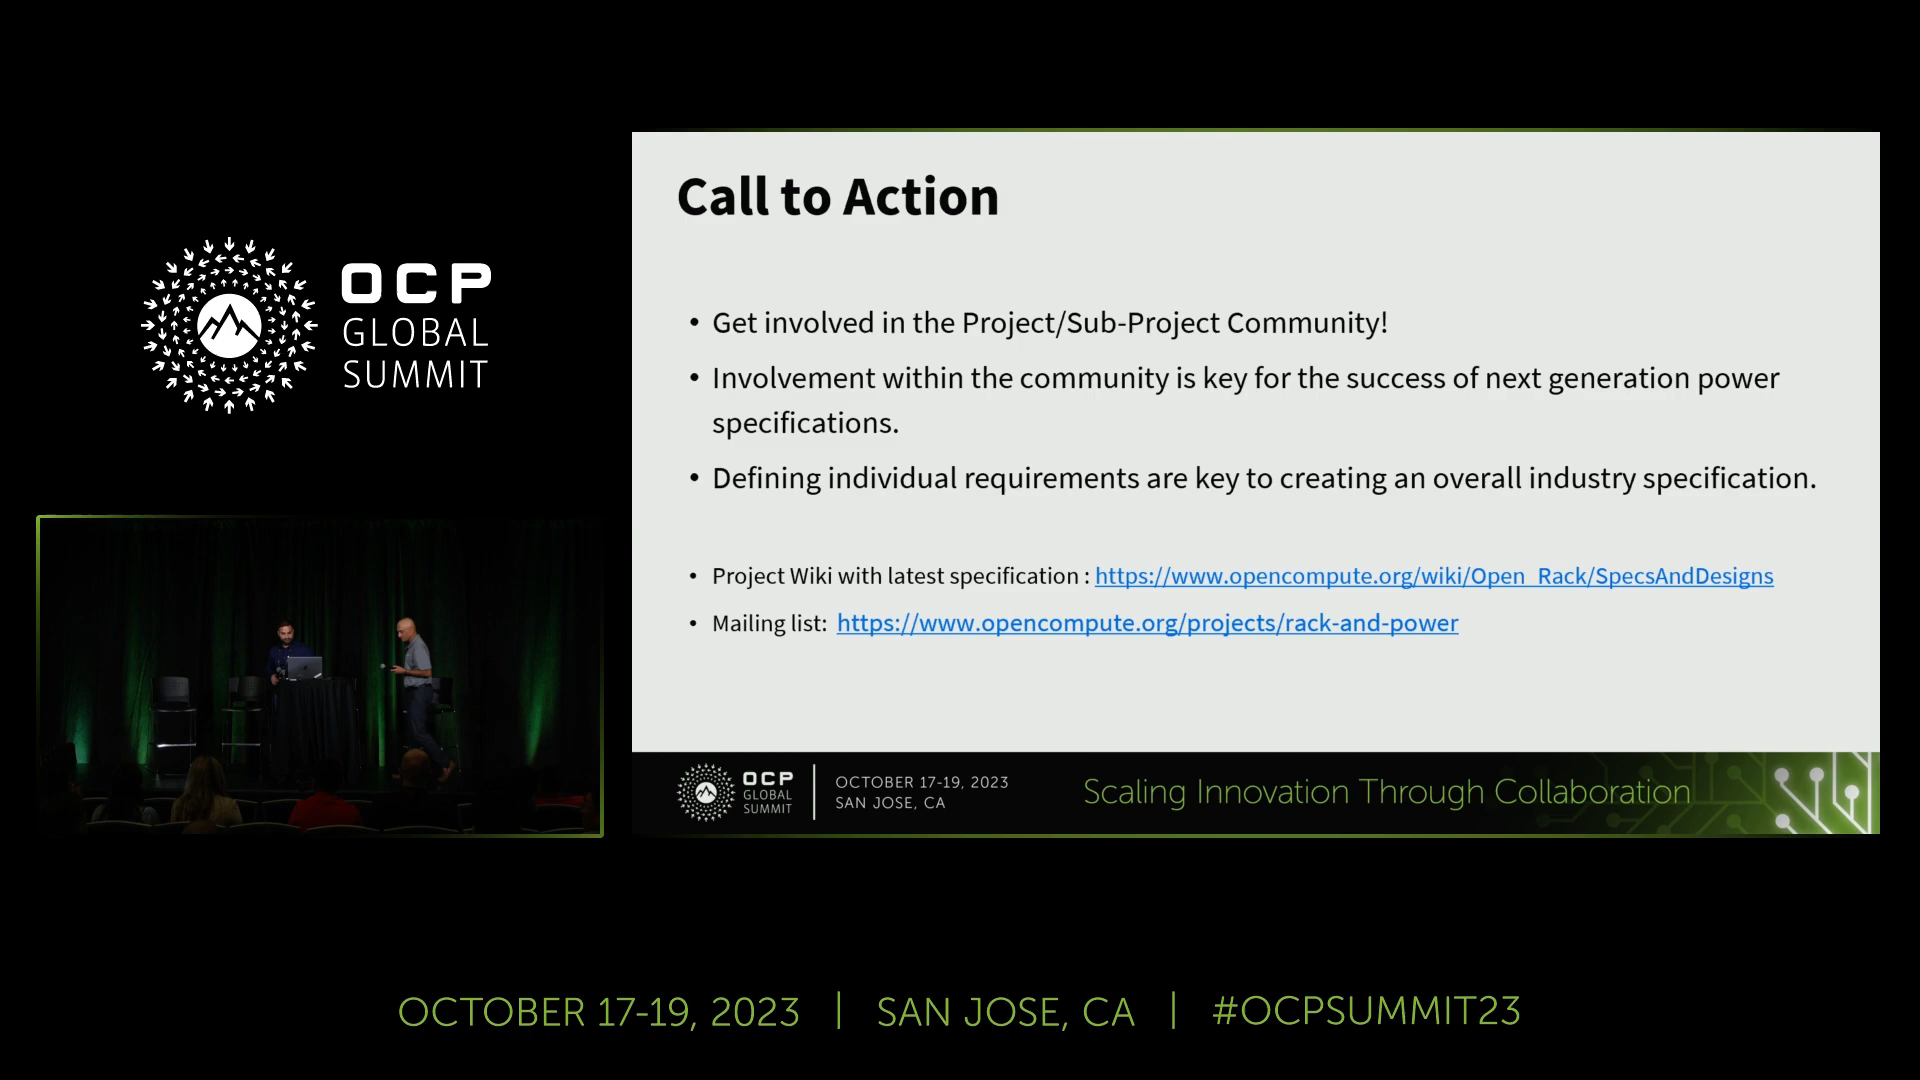 OCP
GLOBAL
SUMMIT
Call to Action
• Get involved in the Project/Sub-Project Community!
• Involvement within the community is key for the success of next generation power
specifications.
• Defining individual requirements are key to creating an overall industry specification.
• Project Wiki with latest specification : https://www.opencompute.org/wiki/Open_Rack/SpecsAndDesigns
• Mailing list: https://www.opencompute.org/projects/rack-and-power
OCP
GLOBAL
SUMMIT
OCTOBER 17-19, 2023
SAN JOSE, CA
Scaling Innovation Through Collaboration
OCTOBER 17-19, 2023 | SAN JOSE, CA | #OCPSUMMIT23